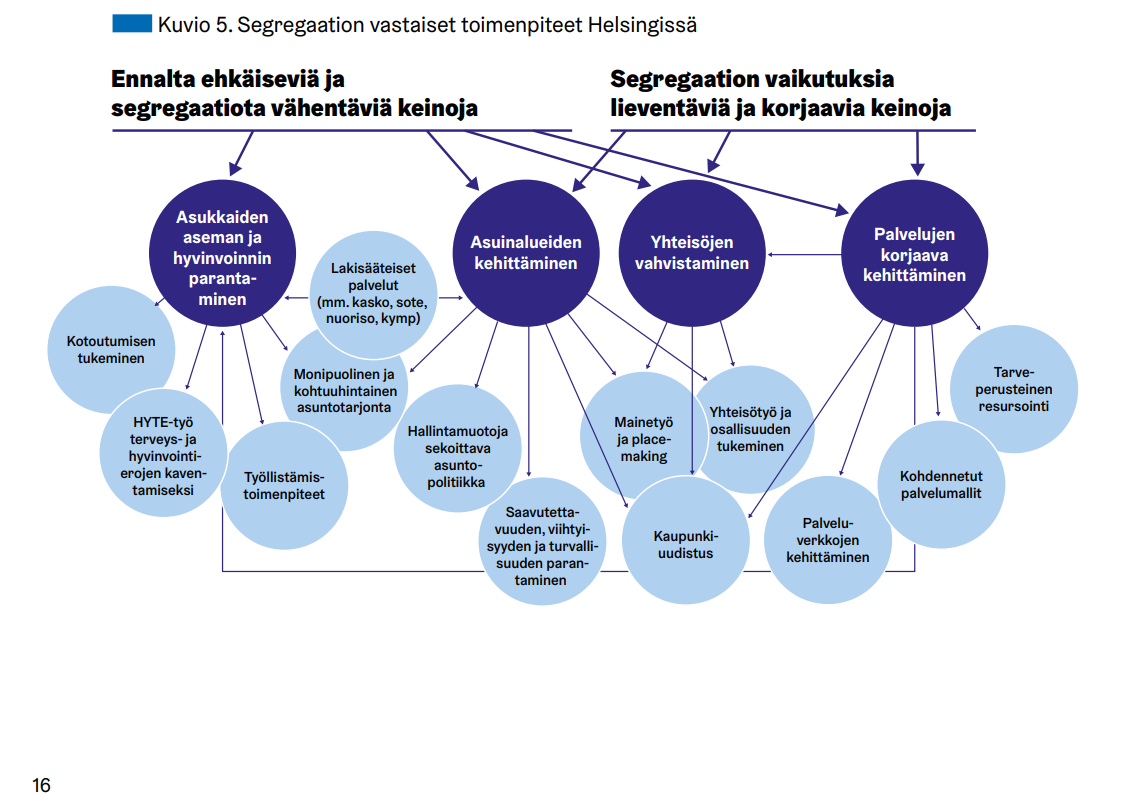 Kuvio 5. Segregaation vastaiset toimenpiteet Helsingissä
Ennalta ehkäiseviä ja
segregaatiota vähentäviä keinoja
Segregaation vaikutuksia
lieventäviä ja korjaavia keinoja
Asukkaiden
aseman ja
hyvinvoinnin
paranta-
minen
Asuinalueiden
kehittäminen
Yhteisöjen
vahvistaminen
Palvelujen
korjaava
kehittäminen
Lakisääteiset
palvelut
(mm. kasko, sote,
nuoriso, kymp)
Kotoutumisen
tukeminen
Monipuolinen ja
kohtuuhintainen
asuntotarjonta
HYTE-työ
terveys- ja
hyvinvointi-
erojen kaven-
tamiseksi
Työllistämis-
toimenpiteet
Hallintamuotoja
sekoittava
asunto-
politiikka
Saavutetta-
vuuden, viihtyi-
syyden ja turvalli-
suuden paran-
taminen
Mainetyö
ja place-
making
Yhteisötyö ja
osallisuuden
tukeminen
Kaupunki-
uudistus
Palvelu-
verkkojen
kehittäminen
Kohdennetut
palvelumallit
Tarve-
perusteinen
resursointi
16